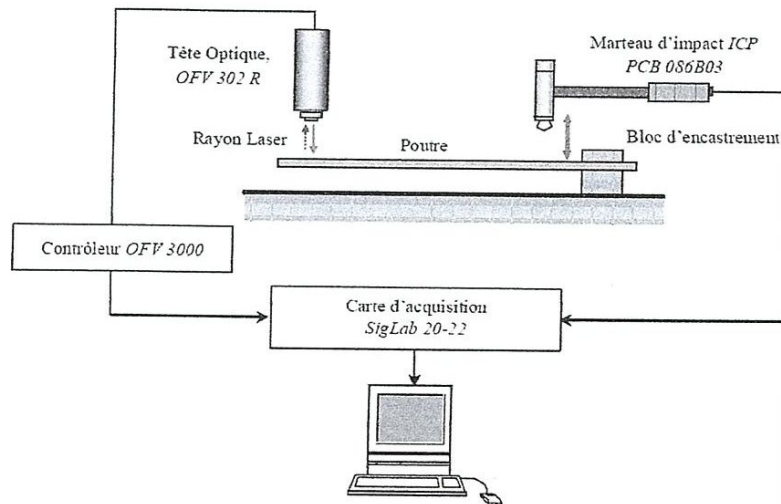 Tête Optique,
OFV 302 R
Marteau d'impact ICP
PCB 086B03
Rayon Laser
Poutre
Bloc d'encastrement
Contrôleur OFV 3000
Carte d'acquisition
SigLab 20-22